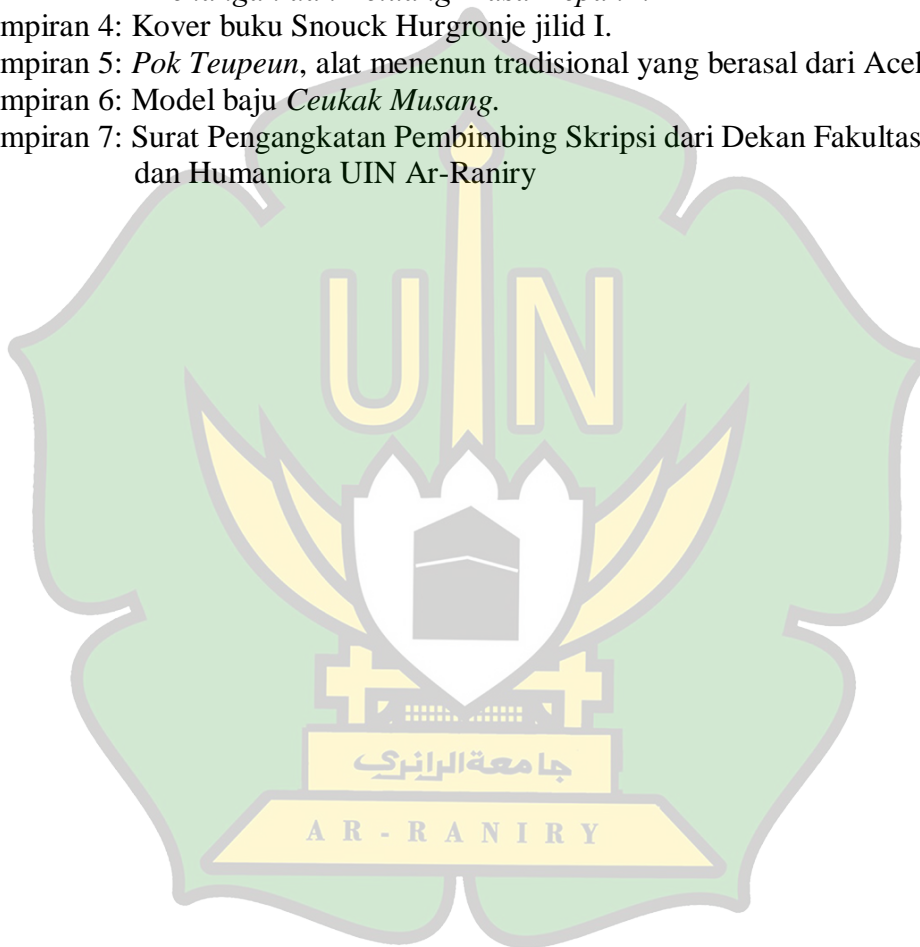 mpiran 4: Kover buku Snouck Hurgronje jilid I.
mpiran 5: Pok Teupeun, alat menenun tradisional yang berasal dari Aceh
mpiran 6: Model baju Ceukak Musang.
mpiran 7: Surat Pengangkatan Pembimbing Skripsi dari Dekan Fakultas
dan Humaniora UIN Ar-Raniry
UIN
جامعة الرانري
AR-RANIRY